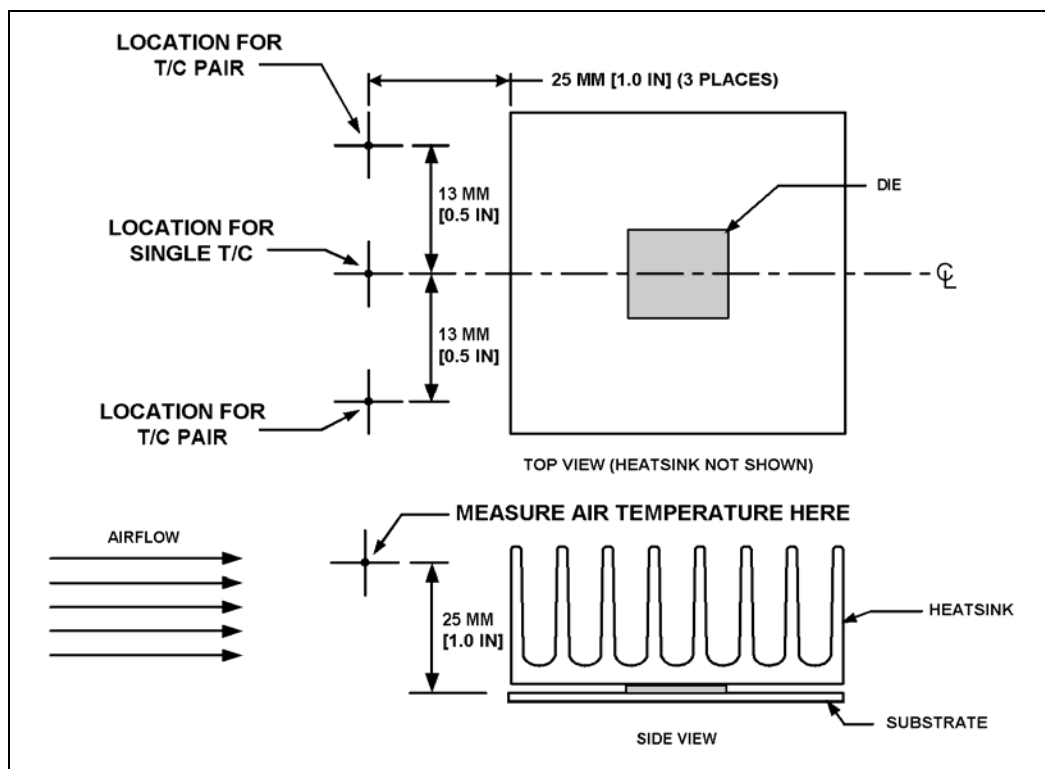 LOCATION FOR
T/C PAIR
25 MM [1.0 IN] (3 PLACES)
13 MM
[0.5 IN]
DIE
LOCATION FOR
SINGLE T/C
℄
13 MM
[0.5 IN]
LOCATION FOR
T/C PAIR
TOP VIEW (HEATSINK NOT SHOWN)
MEASURE AIR TEMPERATURE HERE
AIRFLOW
25 MM
[1.0 IN]
HEATSINK
SUBSTRATE
SIDE VIEW